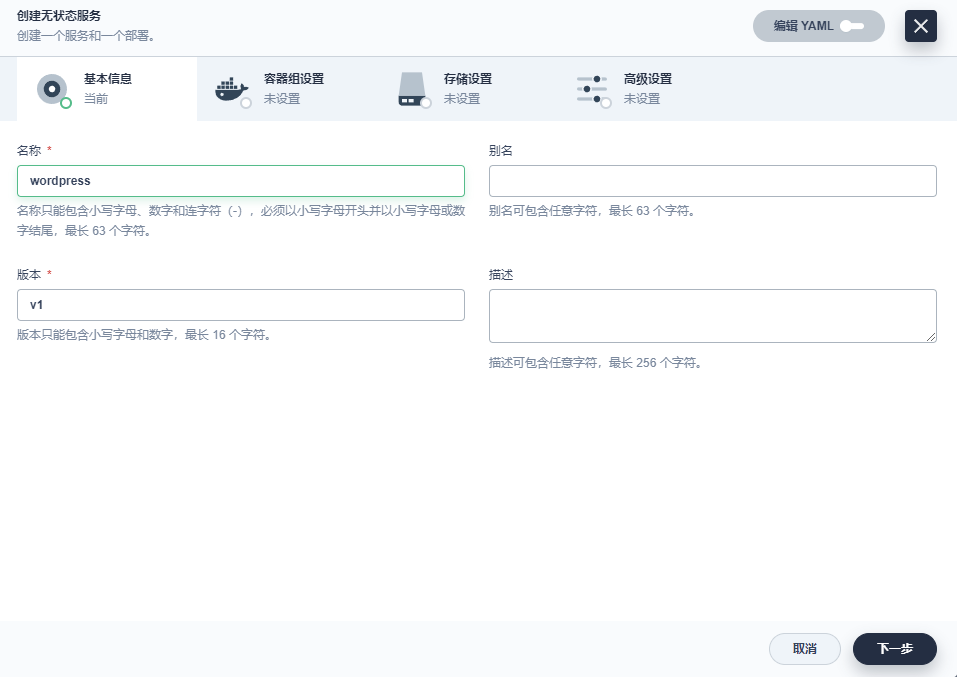 创建无状态服务
创建一个服务和一个部署。
编辑 YAML
基本信息
当前
容器组设置
未设置
存储设置
未设置
高级设置
未设置
名称 *
wordpress
名称只能包含小写字母、数字和连字符（-），必须以小写字母开头并以小写字母或数
字结尾，最长 63 个字符。
别名
别名可包含任意字符，最长 63 个字符。
版本 *
v1
版本只能包含小写字母和数字，最长 16 个字符。
描述
描述可包含任意字符，最长 256 个字符。
取消
下一步